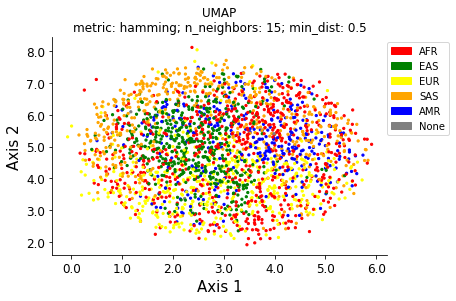 UMAP
metric: hamming; n_neighbors: 15; min_dist: 0.5
8.0
7.0
6.0
5.0
4.0
3.0
2.0
Axis 2
0.0 1.0 2.0 3.0 4.0 5.0 6.0
Axis 1
AFR
EAS
EUR
SAS
AMR
None